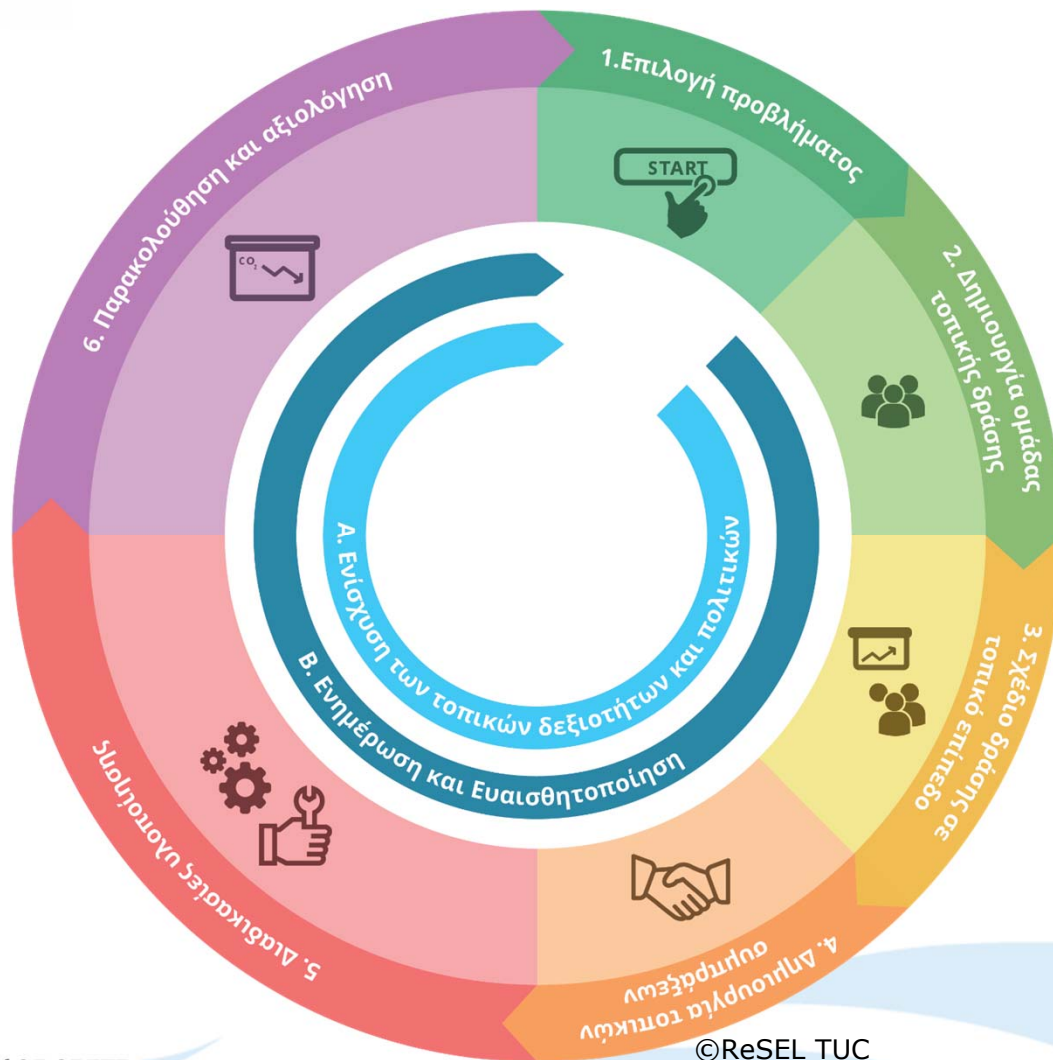 1.Επιλογή προβλήματος
START
2. Δημιουργία ομάδας
τοπικής δράσης
3. Σχέδιο δράσης σε
τοπικό επίπεδο
4. Δημιουργία τοπικών
συμπράξεων
5. Διαδικασίες υλοποίησης
6. Παρακολούθηση και αξιολόγηση
CO2
Α. Ενίσχυση των τοπικών δεξιοτήτων και πολιτικών
Β. Ενημέρωση και Ευαισθητοποίηση
©ReSEL TUC